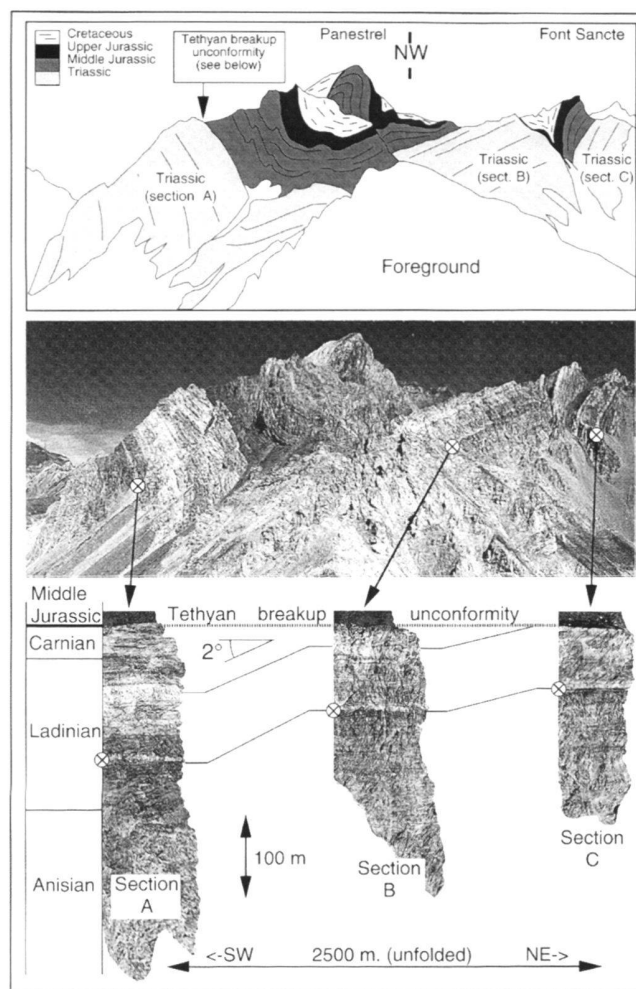 Cretaceous
Upper Jurassic
Middle Jurassic
Triassic
Tethyan breakup
unconformity
(see below)
Panestrel
NW
Font Sancte
Triassic
(section A)
Triassic
(sect. B)
Triassic
(sect. C)
Foreground
Middle
Jurassic
Tethyan breakup unconformity
Carnian
2°
Ladinian
100 m
Anisian
Section
A
Section
B
Section
C
<-SW 2500 m. (unfolded) NE->